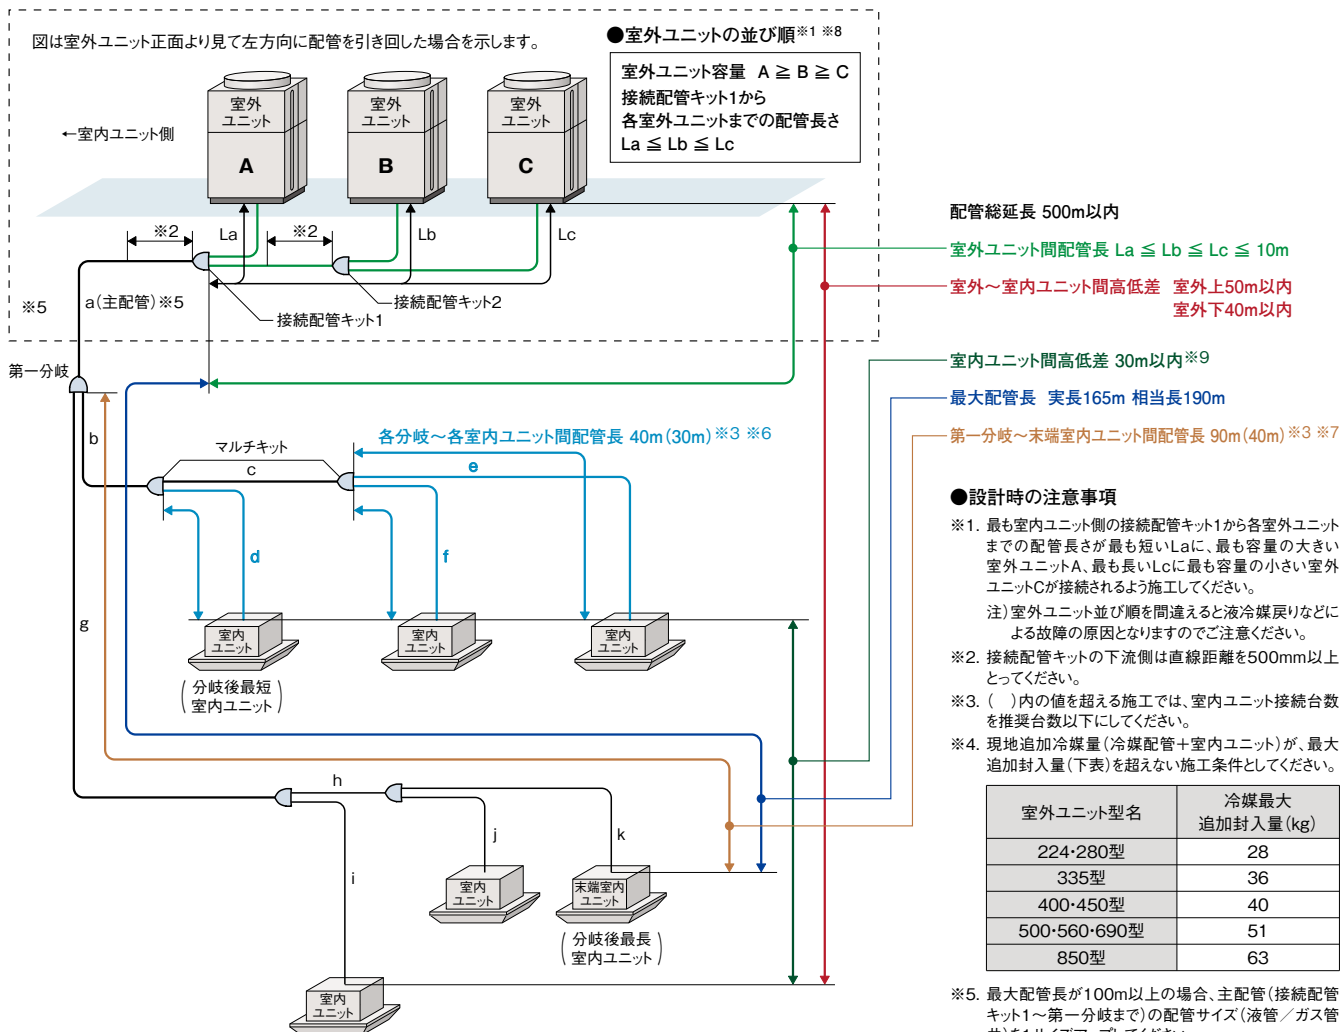 図は室外ユニット正面より見て左方向に配管を引き回した場合を示します。
●室外ユニットの並び順※1 ※8
室外ユニット容量 A ≧ B ≧ C
接続配管キット1から
各室外ユニットまでの配管長さ
La ≦ Lb ≦ Lc
←室内ユニット側
室外
ユニット
A
室外
ユニット
B
室外
ユニット
C
※2
La
※2
Lb
Lc
※5
a(主配管)※5
接続配管キット1
接続配管キット2
第一分岐
配管総延長 500m以内
室外ユニット間配管長 La ≦ Lb ≦ Lc ≦ 10m
室外～室内ユニット間高低差 室外上50m以内
室外下40m以内
室内ユニット間高低差 30m以内※9
最大配管長 実長165m 相当長190m
第一分岐～末端室内ユニット間配管長 90m(40m)※3 ※7
b
マルチキット
c
各分岐～各室内ユニット間配管長 40m(30m)※3 ※6
e
d
f
g
室内
ユニット
室内
ユニット
室内
ユニット
(分岐後最短
室内ユニット)
h
i
j
k
室内
ユニット
末端室内
ユニット
(分岐後最長
室内ユニット)
室内
ユニット
●設計時の注意事項
※1. 最も室内ユニット側の接続配管キット1から各室外ユニット
までの配管長さが最も短いLaに、最も容量の大きい
室外ユニットA、最も長いLcに最も容量の小さい室外
ユニットCが接続されるよう施工してください。
注)室外ユニット並び順を間違えると液冷媒戻りなどに
よる故障の原因となりますのでご注意ください。
※2. 接続配管キットの下流側は直線距離を500mm以上
とってください。
※3. ( )内の値を超える施工では、室内ユニット接続台数
を推奨台数以下にしてください。
※4. 現地追加冷媒量(冷媒配管+室内ユニット)が、最大
追加封入量(下表)を超えない施工条件としてください。
室外ユニット型名 冷媒最大
追加封入量(kg)
224・280型 28
335型 36
400・450型 40
500・560・690型 51
850型 63
※5. 最大配管長が100m以上の場合、主配管(接続配管
キット1～第一分岐まで)の配管サイズ(液管／ガス管